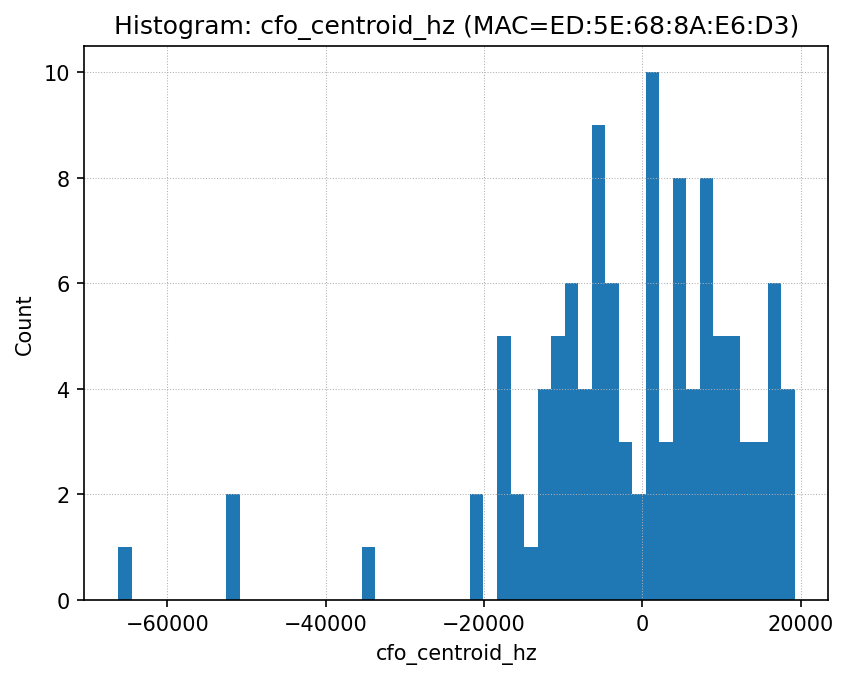 Histogram: cfo_centroid_hz (MAC=ED:5E:68:8A:E6:D3)
10
8
6
4
2
0
Count
−60000 −40000 −20000 0 20000
cfo_centroid_hz